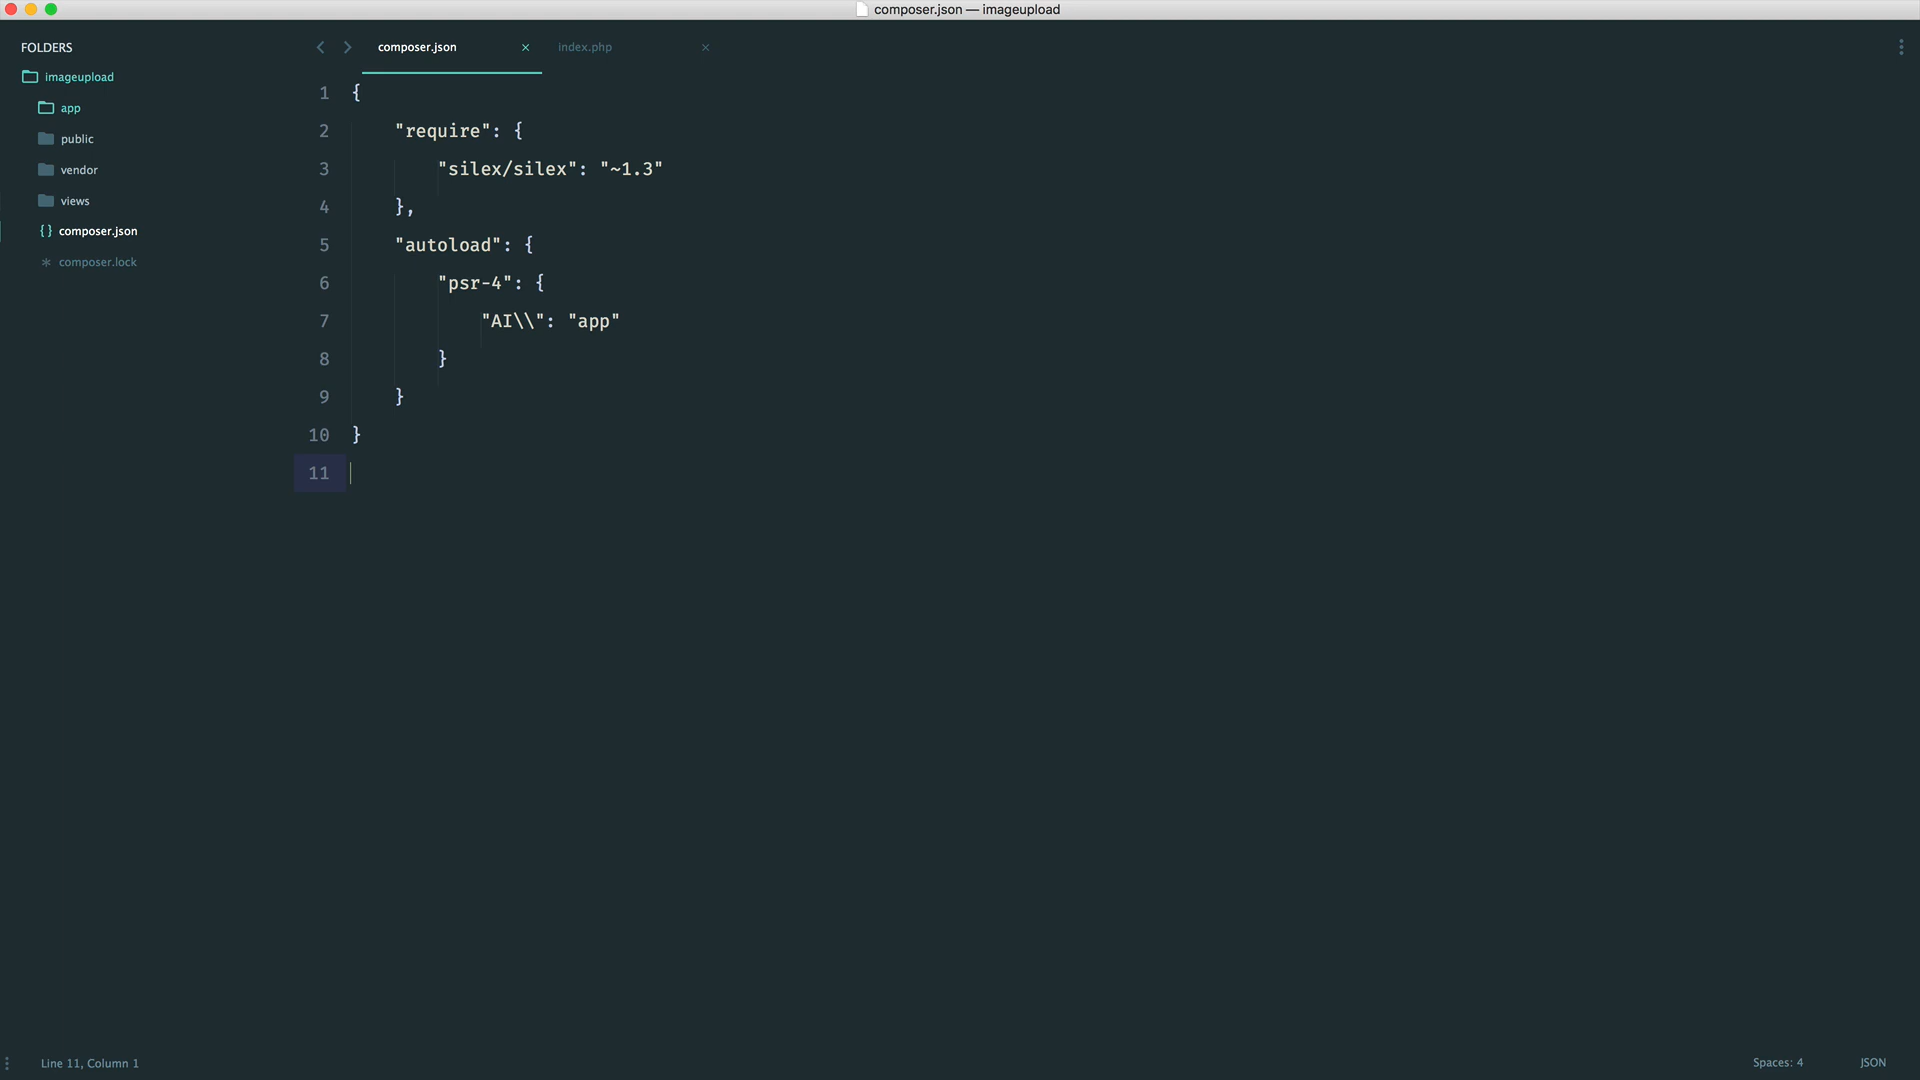 composer.json — imageupload
FOLDERS
imageupload
app
public
vendor
views
{} composer.json
* composer.lock
composer.json ×
index.php ×
1 {
2     "require": {
3         "silex/silex": "~1.3"
4     },
5     "autoload": {
6         "psr-4": {
7             "AI\\": "app"
8         }
9     }
10 }
11
Line 11, Column 1
Spaces: 4
JSON